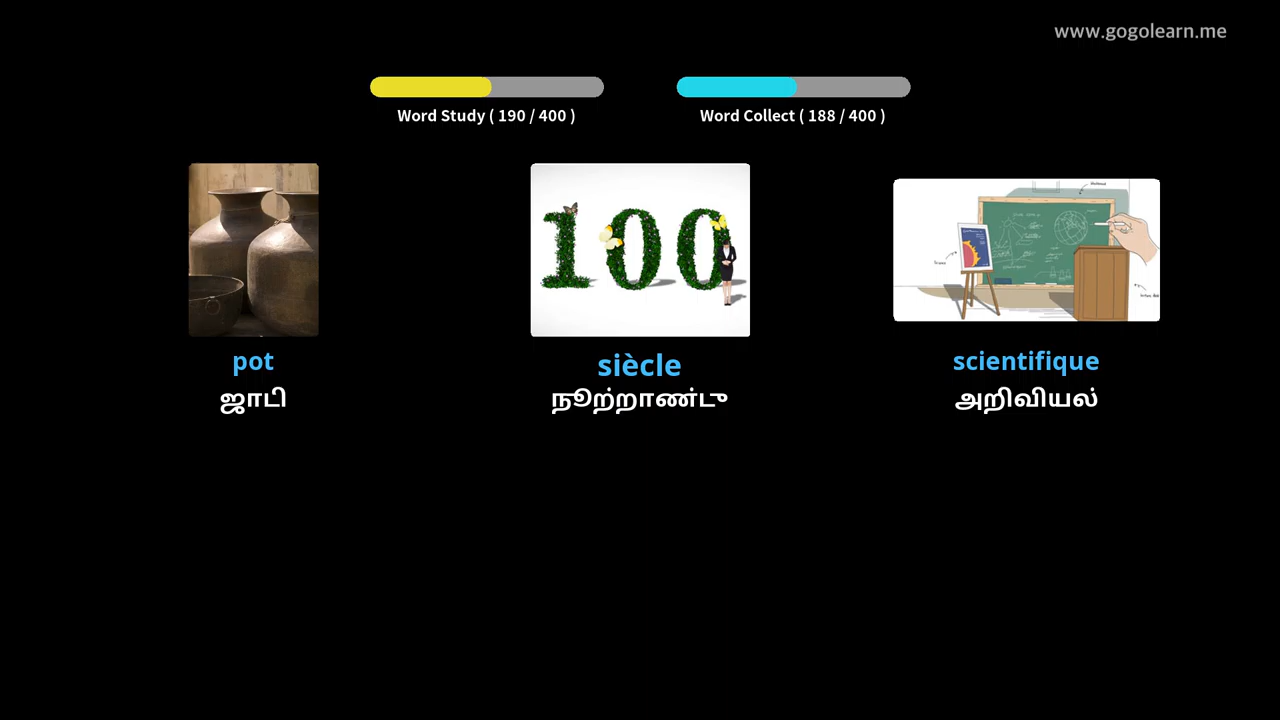 www.gogolearn.me
Word Study ( 190 / 400 )
Word Collect ( 188 / 400 )
pot
ஜாடி
siècle
நூற்றாண்டு
scientifique
அறிவியல்